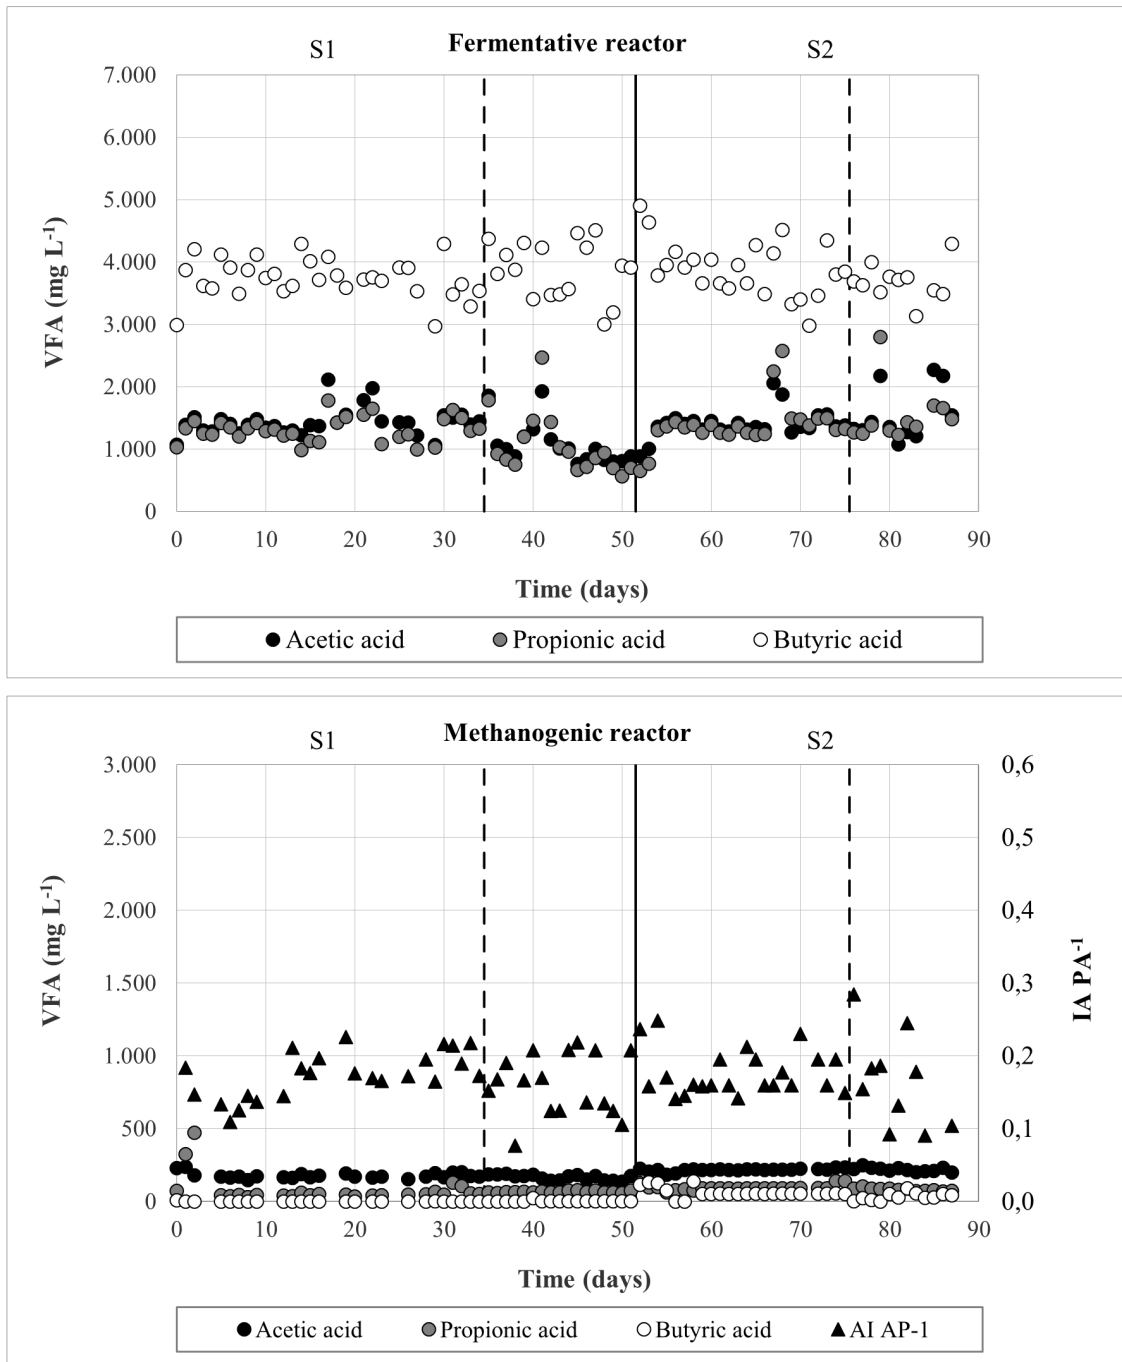 S1 Fermentative reactor S2
7.000
6.000
5.000
4.000
3.000
2.000
1.000
0
VFA (mg L⁻¹)
0 10 20 30 40 50 60 70 80 90
Time (days)
Acetic acid Propionic acid Butyric acid
S1 Methanogenic reactor S2
3.000 0,6
2.500 0,5
2.000 0,4
1.500 0,3
1.000 0,2
500 0,1
0 0,0
VFA (mg L⁻¹)
IA PA⁻¹
0 10 20 30 40 50 60 70 80 90
Time (days)
Acetic acid Propionic acid Butyric acid AI AP-1